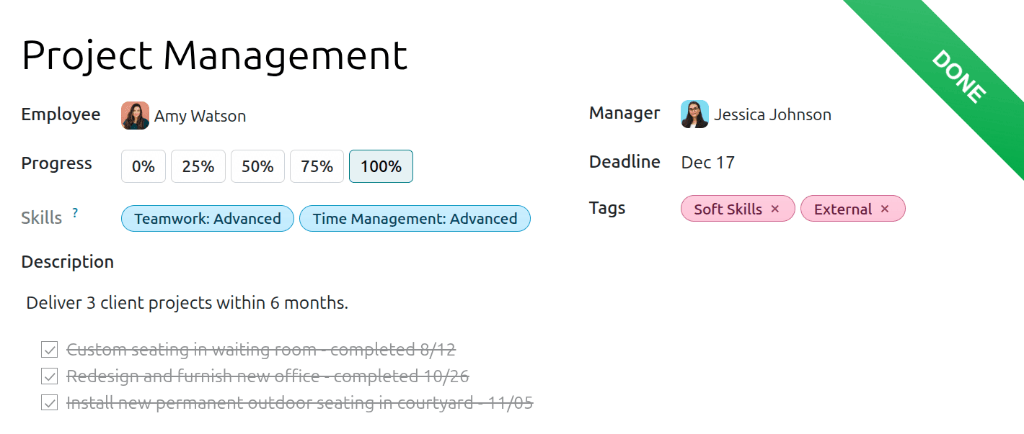 Project Management
DONE
Employee Amy Watson
Manager Jessica Johnson
Progress 0% 25% 50% 75% 100%
Deadline Dec 17
Skills ? Teamwork: Advanced Time Management: Advanced
Tags Soft Skills × External ×
Description
Deliver 3 client projects within 6 months.
Custom seating in waiting room - completed 8/12
Redesign and furnish new office - completed 10/26
Install new permanent outdoor seating in courtyard - 11/05